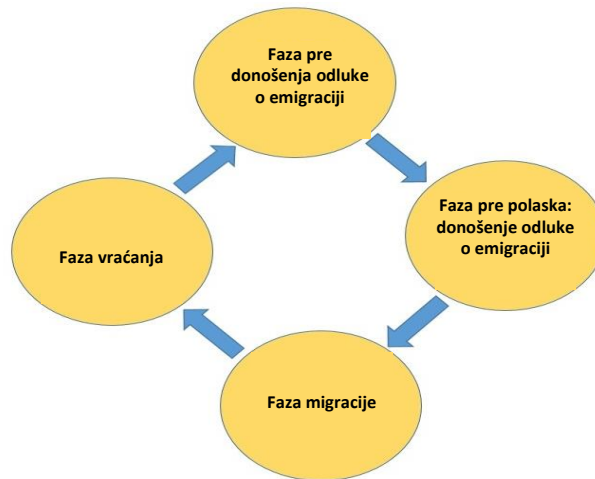 Faza pre
donošenja odluke
o emigraciji
Faza pre polaska:
donošenje odluke
o emigraciji
Faza vraćanja
Faza migracije